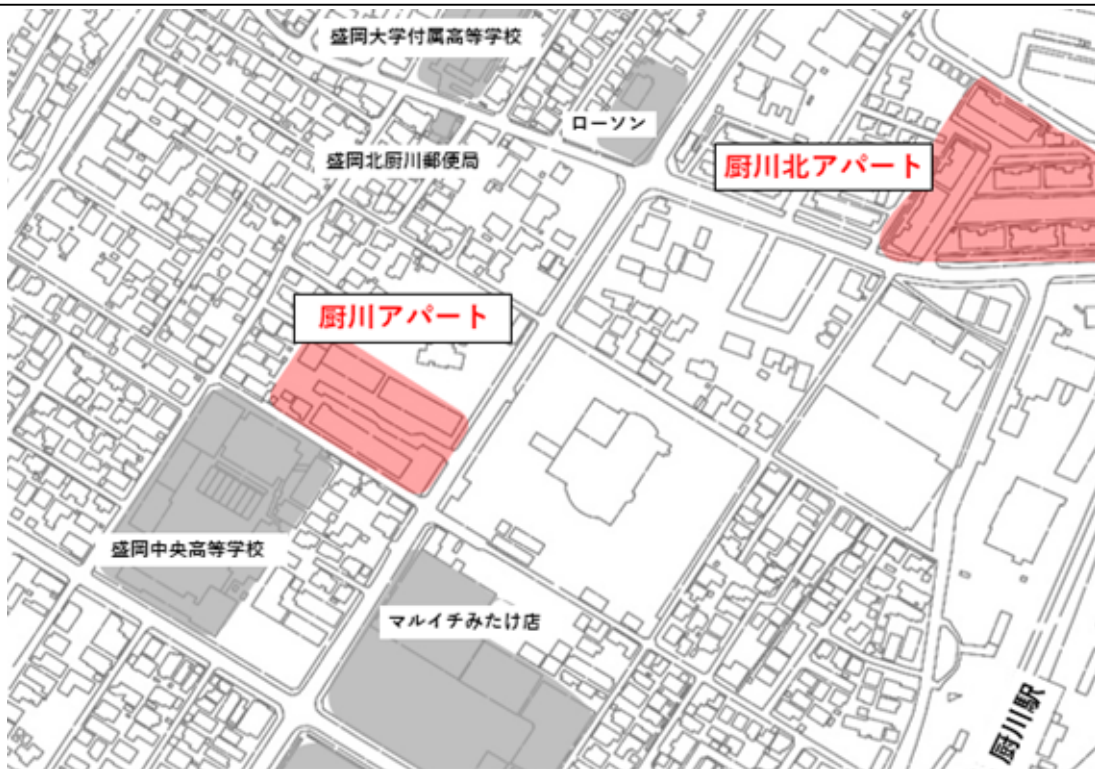 盛岡大学付属高等学校
ローソン
盛岡北厨川郵便局
厨川北アパート
厨川アパート
盛岡中央高等学校
マルイチみたけ店
厨川駅